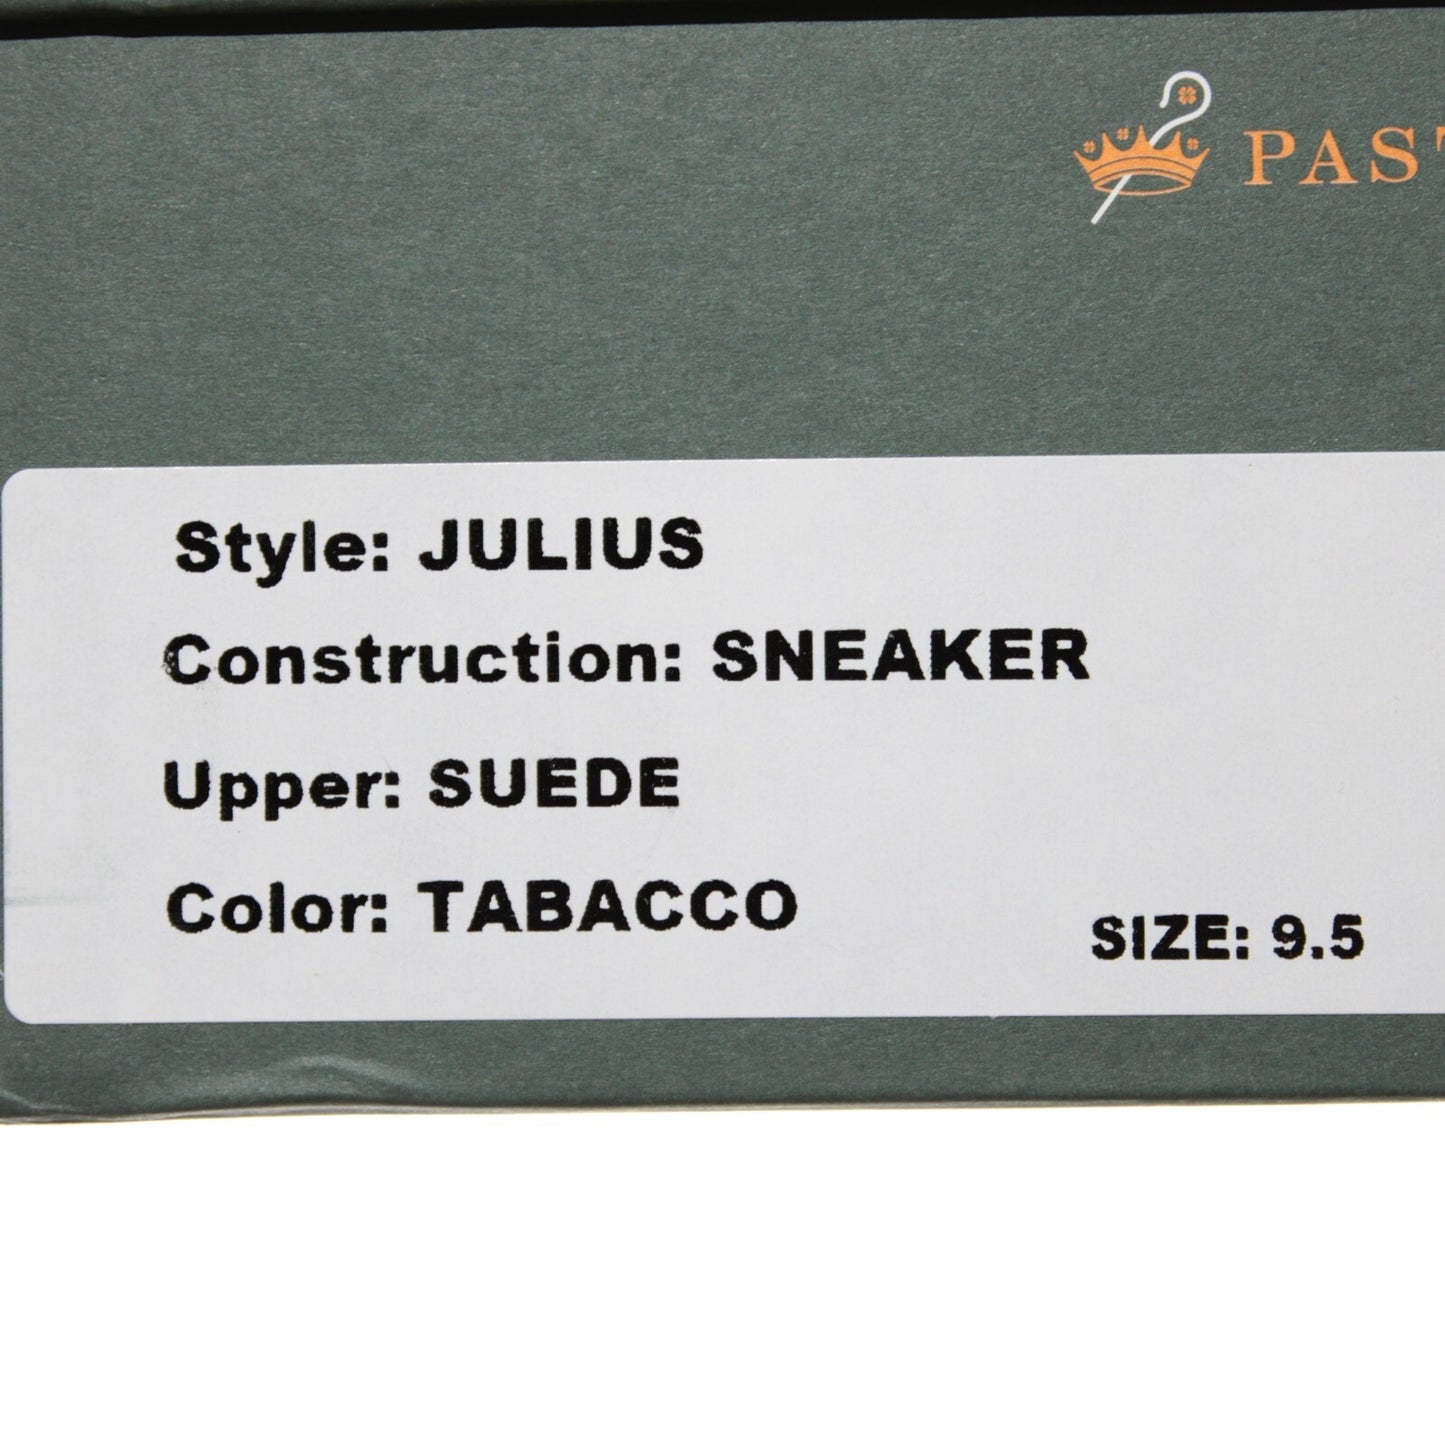 PAST
Style: JULIUS
Construction: SNEAKER
Upper: SUEDE
Color: TABACCO
SIZE: 9.5